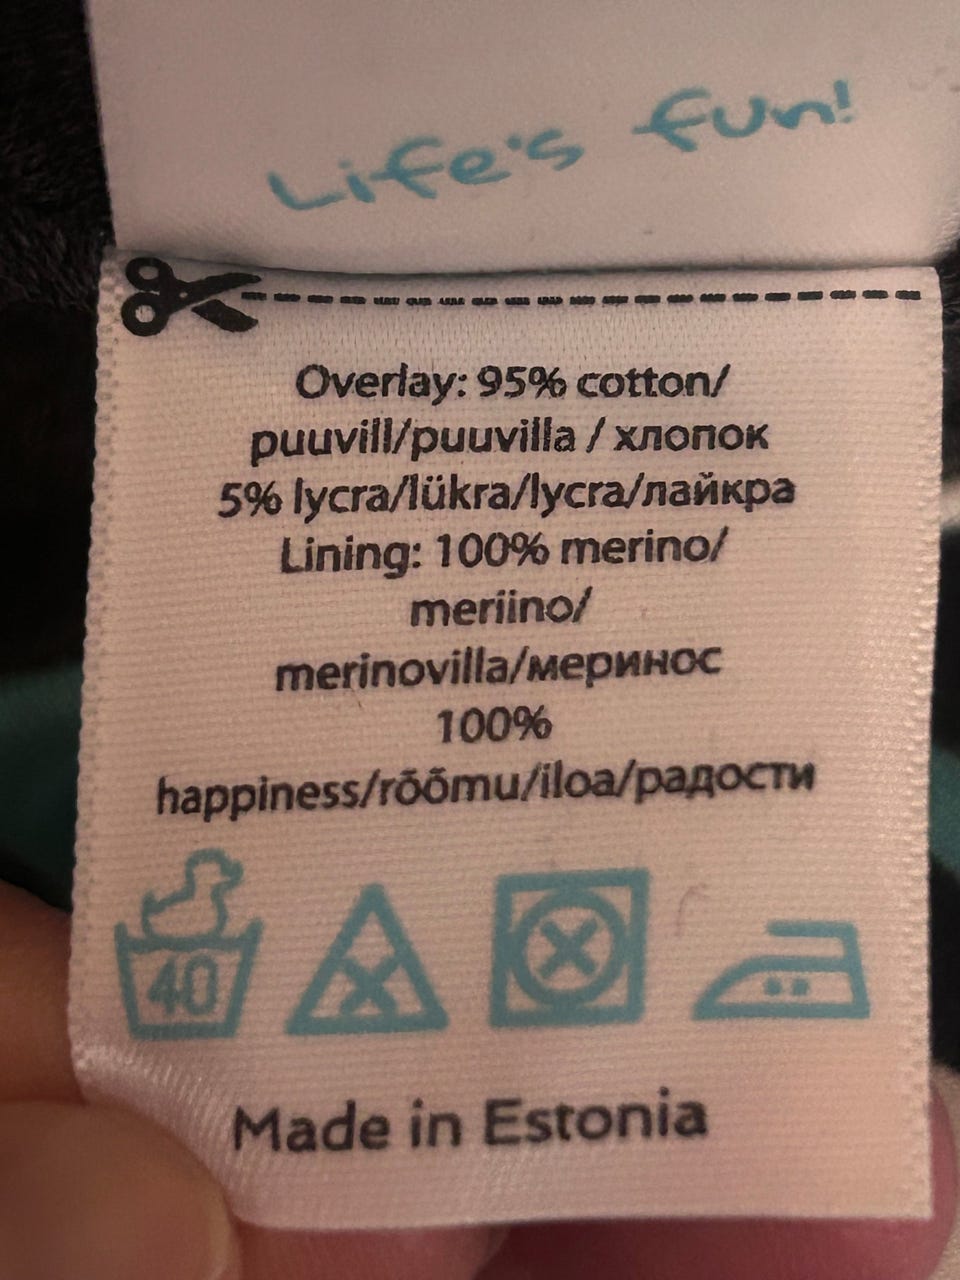 Life's fun!
Overlay: 95% cotton/
puuvill/puuvilla / хлопок
5% lycra/lükra/lycra/лайкра
Lining: 100% merino/
meriino/
merinovilla/меринос
100%
happiness/rõõmu/iloa/радости
40
Made in Estonia